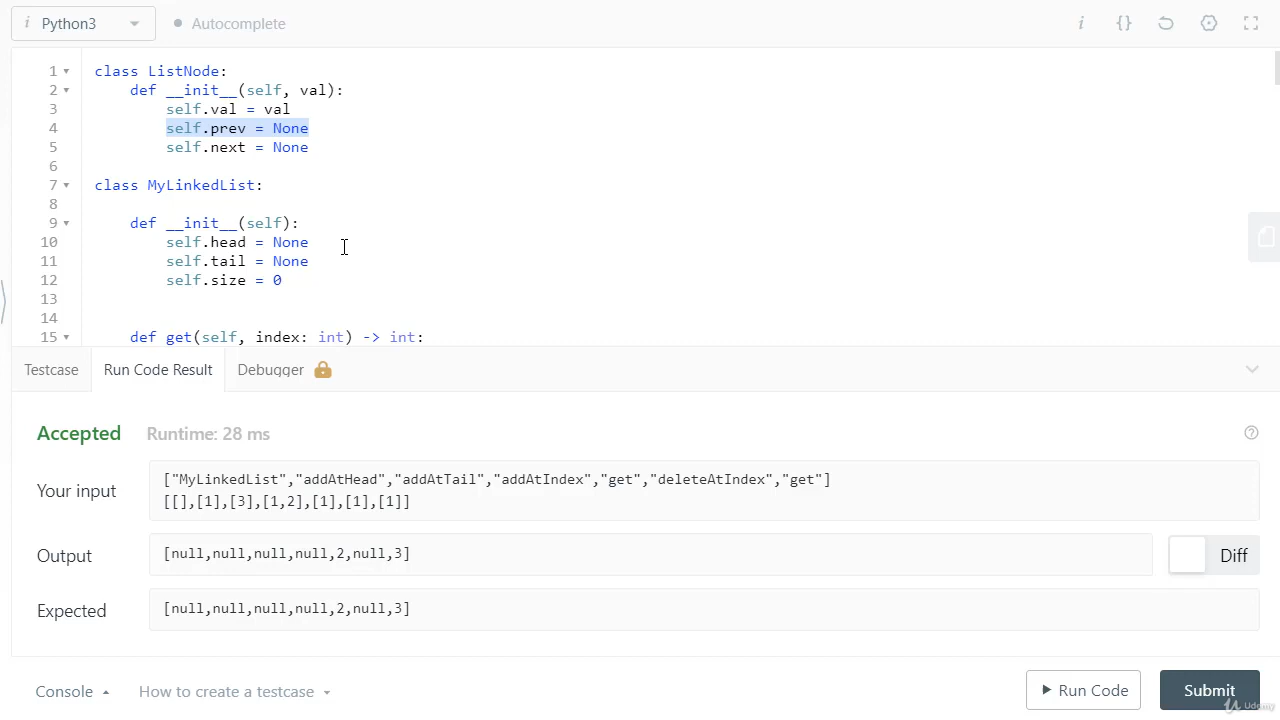 i Python3 Autocomplete i {}
1 class ListNode:
2 def __init__(self, val):
3 self.val = val
4 self.prev = None
5 self.next = None
6
7 class MyLinkedList:
8
9 def __init__(self):
10 self.head = None
11 self.tail = None
12 self.size = 0
13
14
15 def get(self, index: int) -> int:
Testcase Run Code Result Debugger
Accepted Runtime: 28 ms
Your input
["MyLinkedList","addAtHead","addAtTail","addAtIndex","get","deleteAtIndex","get"]
[[],[1],[3],[1,2],[1],[1],[1]]
Output [null,null,null,null,2,null,3] Diff
Expected [null,null,null,null,2,null,3]
Console How to create a testcase Run Code Submit
Udemy